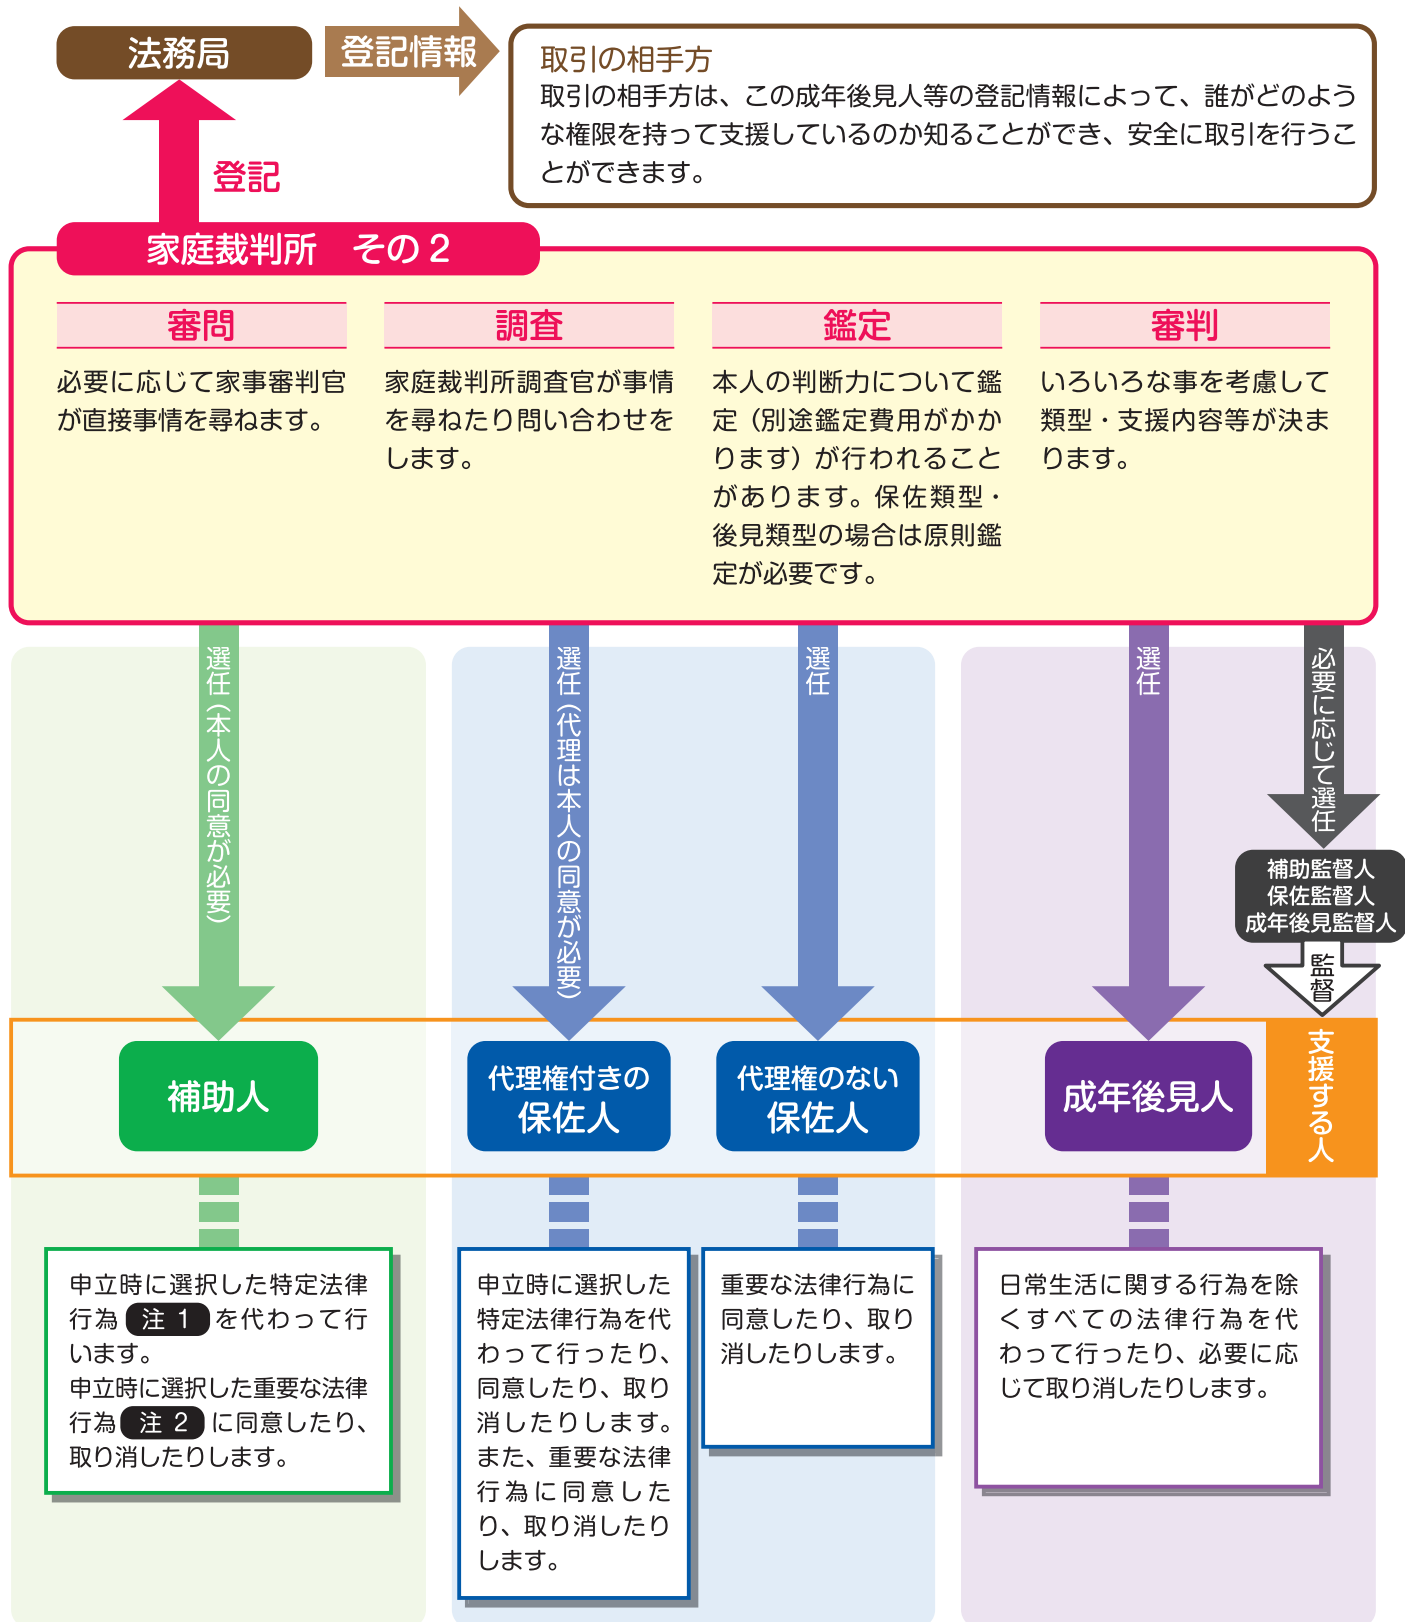 法務局
登記情報
取引の相手方
取引の相手方は、この成年後見人等の登記情報によって、誰がどのよう
な権限を持って支援しているのか知ることができ、安全に取引を行うこ
とができます。
登記
家庭裁判所　その２
審問
必要に応じて家事審判官
が直接事情を尋ねます。
調査
家庭裁判所調査官が事情
を尋ねたり問い合わせを
します。
鑑定
本人の判断力について鑑
定（別途鑑定費用がかか
ります）が行われること
があります。保佐類型・
後見類型の場合は原則鑑
定が必要です。
審判
いろいろな事を考慮して
類型・支援内容等が決ま
ります。
選任（本人の同意が必要）
選任（代理は本人の同意が必要）
選任
選任
必要に応じて選任
補助監督人
保佐監督人
成年後見監督人
監督
補助人
代理権付きの
保佐人
代理権のない
保佐人
成年後見人
支援する人
申立時に選択した特定法律
行為 注 1 を代わって行
います。
申立時に選択した重要な法律
行為 注 2 に同意したり、
取り消したりします。
申立時に選択した
特定法律行為を代
わって行ったり、
同意したり、取り
消したりします。
また、重要な法律
行為に同意した
り、取り消したり
します。
重要な法律行為に
同意したり、取り
消したりします。
日常生活に関する行為を除
くすべての法律行為を代
わって行ったり、必要に応
じて取り消したりします。